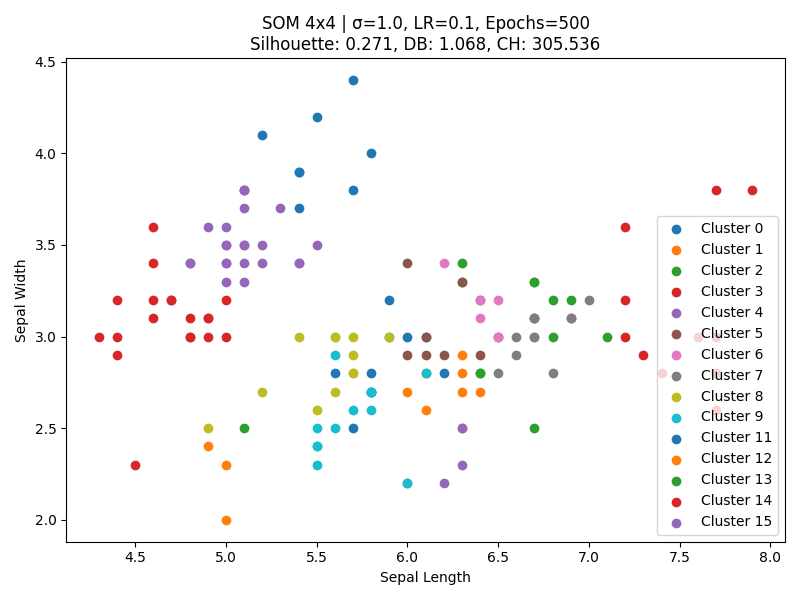 SOM 4x4 | σ=1.0, LR=0.1, Epochs=500
Silhouette: 0.271, DB: 1.068, CH: 305.536
Sepal Width
4.5
4.0
3.5
3.0
2.5
2.0
Cluster 0
Cluster 1
Cluster 2
Cluster 3
Cluster 4
Cluster 5
Cluster 6
Cluster 7
Cluster 8
Cluster 9
Cluster 11
Cluster 12
Cluster 13
Cluster 14
Cluster 15
4.5 5.0 5.5 6.0 6.5 7.0 7.5 8.0
Sepal Length